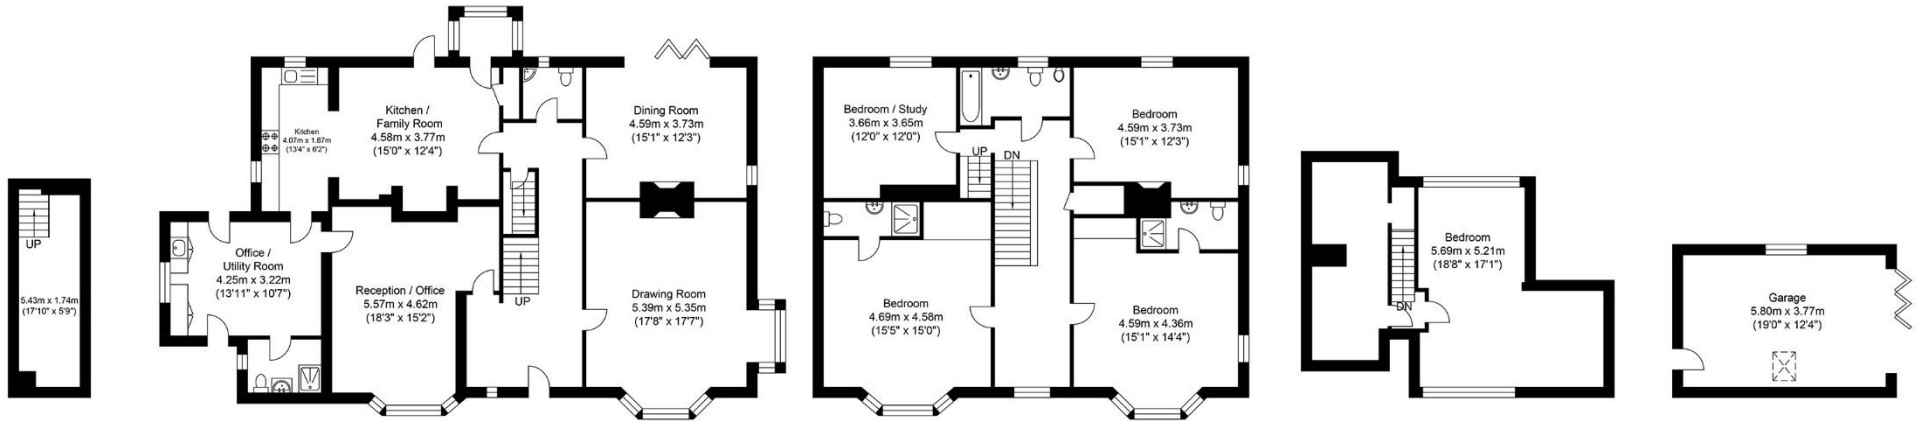 UP
5.43m x 1.74m
(17'10" x 5'9")
Kitchen
4.07m x 1.87m
(13'4" x 6'2")
Kitchen /
Family Room
4.58m x 3.77m
(15'0" x 12'4")
Dining Room
4.59m x 3.73m
(15'1" x 12'3")
Office /
Utility Room
4.25m x 3.22m
(13'11" x 10'7")
Reception / Office
5.57m x 4.62m
(18'3" x 15'2")
UP
Drawing Room
5.39m x 5.35m
(17'8" x 17'7")
Bedroom / Study
3.66m x 3.65m
(12'0" x 12'0")
UP
DN
Bedroom
4.59m x 3.73m
(15'1" x 12'3")
Bedroom
4.69m x 4.58m
(15'5" x 15'0")
Bedroom
4.59m x 4.36m
(15'1" x 14'4")
Bedroom
5.69m x 5.21m
(18'8" x 17'1")
DN
Garage
5.80m x 3.77m
(19'0" x 12'4")